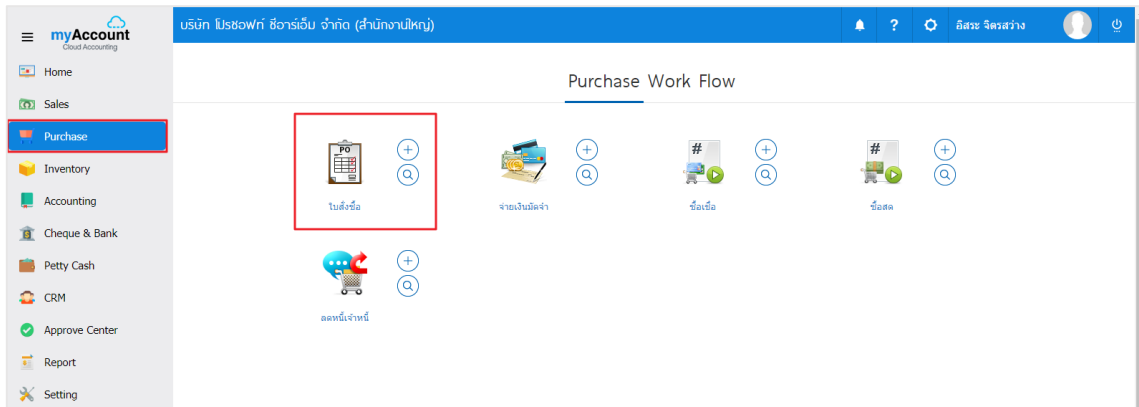 myAccount
Cloud Accounting
บริษัท โปรซอฟท์ ซีอาร์เอ็ม จำกัด (สำนักงานใหญ่)
?
อิสระ จิตรสว่าง
Home
Sales
Purchase
Inventory
Accounting
Cheque & Bank
Petty Cash
CRM
Approve Center
Report
Setting
Purchase Work Flow
PO
ใบสั่งซื้อ
จ่ายเงินมัดจำ
#
ซื้อเชื่อ
#
ซื้อสด
ลดหนี้เจ้าหนี้